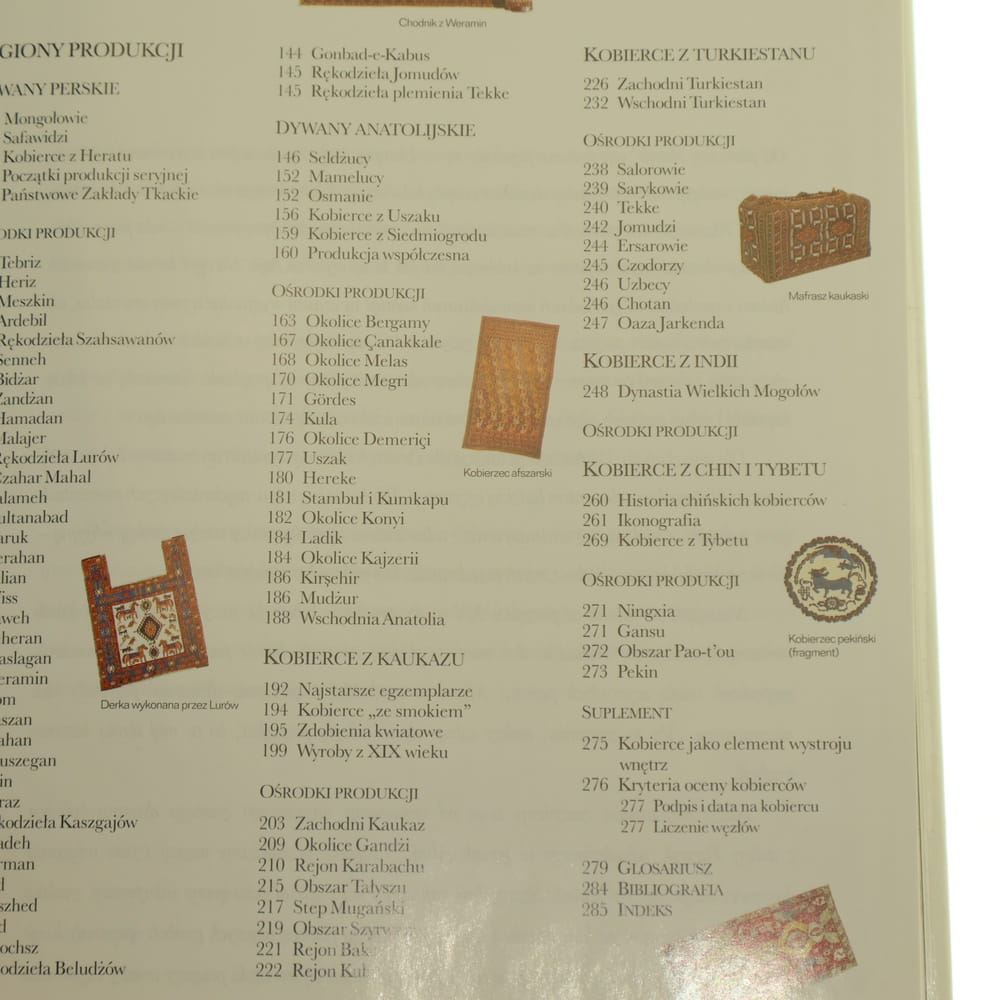 Chodnik z Weramin
PRODUKCJI
PERSKIE
Mongołowie
Safawidzi
Kobierce z Heratu
Początki produkcji seryjnej
Państwowe Zakłady Tkackie
PRODUKCJI
Tebriz
Heriz
Meszkin
Ardebil
Rękodzieła Szahsawanów
Senneh
Bidżar
Zandżan
Hamadan
Malajer
Rękodzieła Lurów
Czahar Mahal
Derka wykonana przez Lurów
Kaszgajów
Beludżów
144 Gonbad-e-Kabus
145 Rękodzieła Jomudów
145 Rękodzieła plemienia Tekke
DYWANY ANATOLIJSKIE
146 Seldżucy
152 Mamelucy
152 Osmanie
156 Kobierce z Uszaku
159 Kobierce z Siedmiogrodu
160 Produkcja współczesna
OŚRODKI PRODUKCJI
163 Okolice Bergamy
167 Okolice Çanakkale
168 Okolice Melas
170 Okolice Megri
171 Gördes
174 Kula
176 Okolice Demeriçi
177 Uszak
180 Hereke
181 Stambuł i Kumkapu
182 Okolice Konyi
184 Ladik
184 Okolice Kajzerii
186 Kirşehir
186 Mudżur
188 Wschodnia Anatolia
Kobierzec afszarski
KOBIERCE Z KAUKAZU
192 Najstarsze egzemplarze
194 Kobierce „ze smokiem”
195 Zdobienia kwiatowe
199 Wyroby z XIX wieku
OŚRODKI PRODUKCJI
203 Zachodni Kaukaz
209 Okolice Gandżi
210 Rejon Karabachu
215 Obszar Tałyszu
217 Step Mugański
219 Obszar
221 Rejon
222 Rejon
KOBIERCE Z TURKIESTANU
226 Zachodni Turkiestan
232 Wschodni Turkiestan
OŚRODKI PRODUKCJI
238 Salorowie
239 Sarykowie
240 Tekke
242 Jomudzi
244 Ersarowie
245 Czodorzy
246 Uzbecy
246 Chotan
247 Oaza Jarkenda
Mafrasz kaukaski
KOBIERCE Z INDII
248 Dynastia Wielkich Mogołów
OŚRODKI PRODUKCJI
KOBIERCE Z CHIN I TYBETU
260 Historia chińskich kobierców
261 Ikonografia
269 Kobierce z Tybetu
OŚRODKI PRODUKCJI
271 Ningxia
271 Gansu
272 Obszar Pao-t’ou
273 Pekin
Kobierzec pekiński
(fragment)
SUPLEMENT
275 Kobierce jako element wystroju
wnętrz
276 Kryteria oceny kobierców
277 Podpis i data na kobiercu
277 Liczenie węzłów
279 GLOSARIUSZ
284 BIBLIOGRAFIA
285 INDEKS